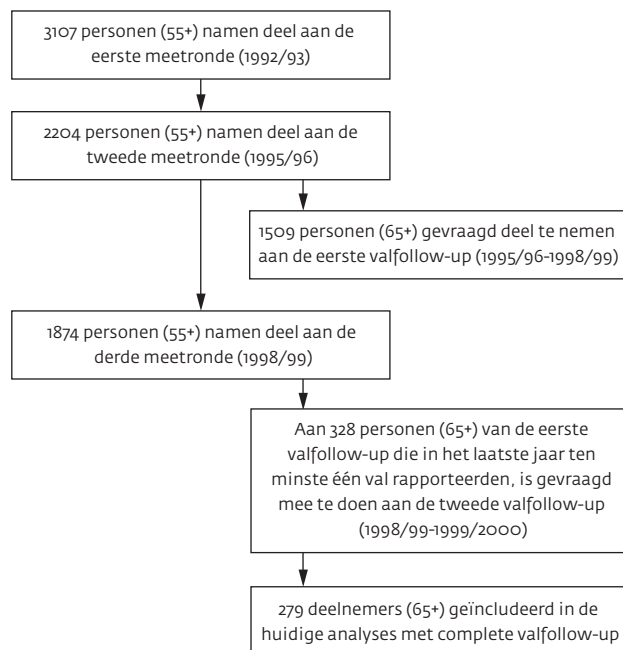 3107 personen (55+) namen deel aan de
eerste meetronde (1992/93)
2204 personen (55+) namen deel aan de
tweede meetronde (1995/96)
1509 personen (65+) gevraagd deel te nemen
aan de eerste valfollow-up (1995/96-1998/99)
1874 personen (55+) namen deel aan de
derde meetronde (1998/99)
Aan 328 personen (65+) van de eerste
valfollow-up die in het laatste jaar ten
minste één val rapporteerden, is gevraagd
mee te doen aan de tweede valfollow-up
(1998/99-1999/2000)
279 deelnemers (65+) geïncludeerd in de
huidige analyses met complete valfollow-up